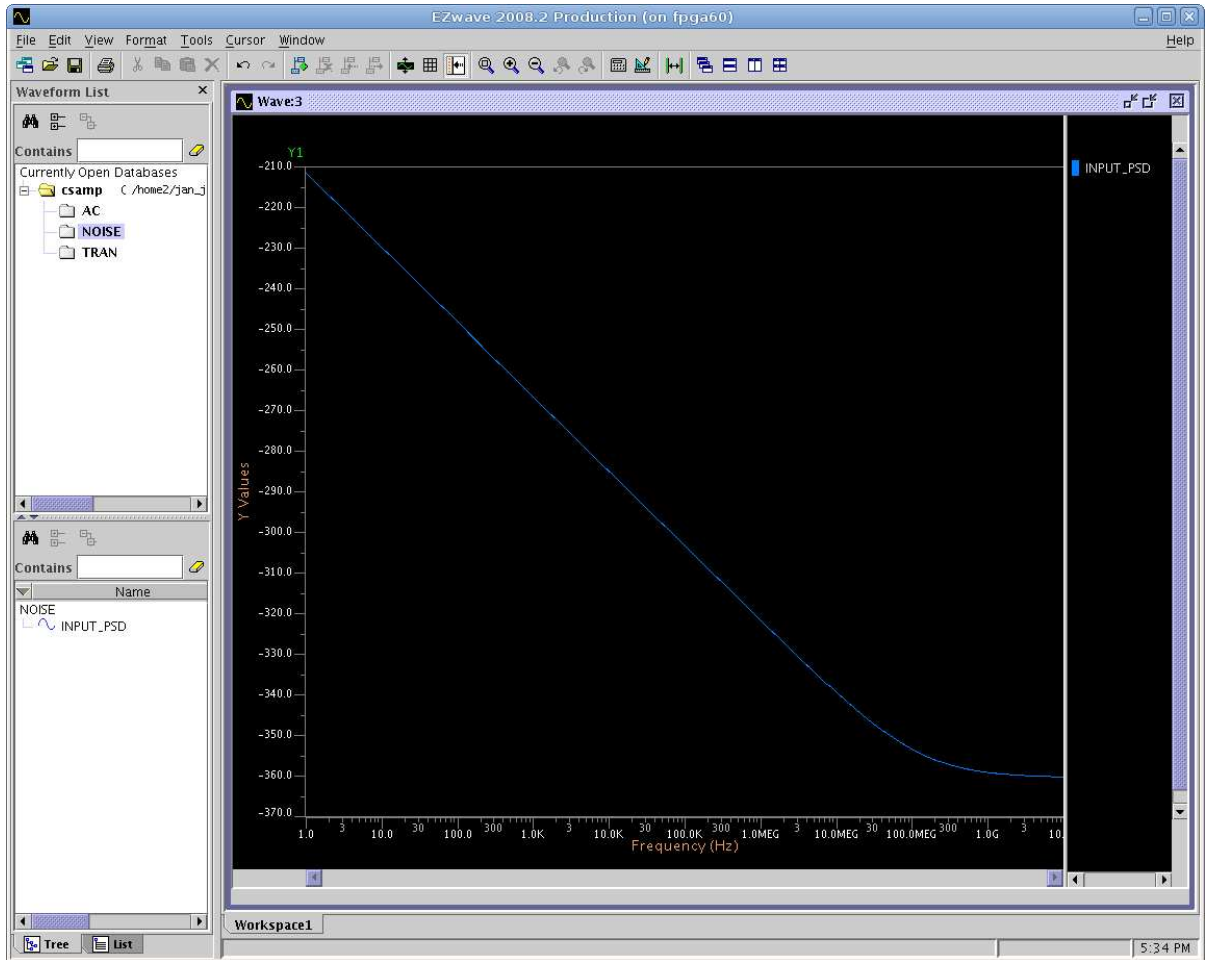 EZwave 2008.2 Production (on fpga60)
File Edit View Format Tools Cursor Window Help
Waveform List
Wave:3
Contains
Currently Open Databases
csamp ( /home2/jan_j
AC
NOISE
TRAN
Contains
Name
NOISE
INPUT_PSD
Y1
-210.0
-220.0
-230.0
-240.0
-250.0
-260.0
-270.0
-280.0
-290.0
-300.0
-310.0
-320.0
-330.0
-340.0
-350.0
-360.0
-370.0
Y Values
1.0 3 10.0 30 100.0 300 1.0K 3 10.0K 30 100.0K 300 1.0MEG 3 10.0MEG 30 100.0MEG 300 1.0G 3 10.
Frequency (Hz)
INPUT_PSD
Workspace1
Tree List
5:34 PM